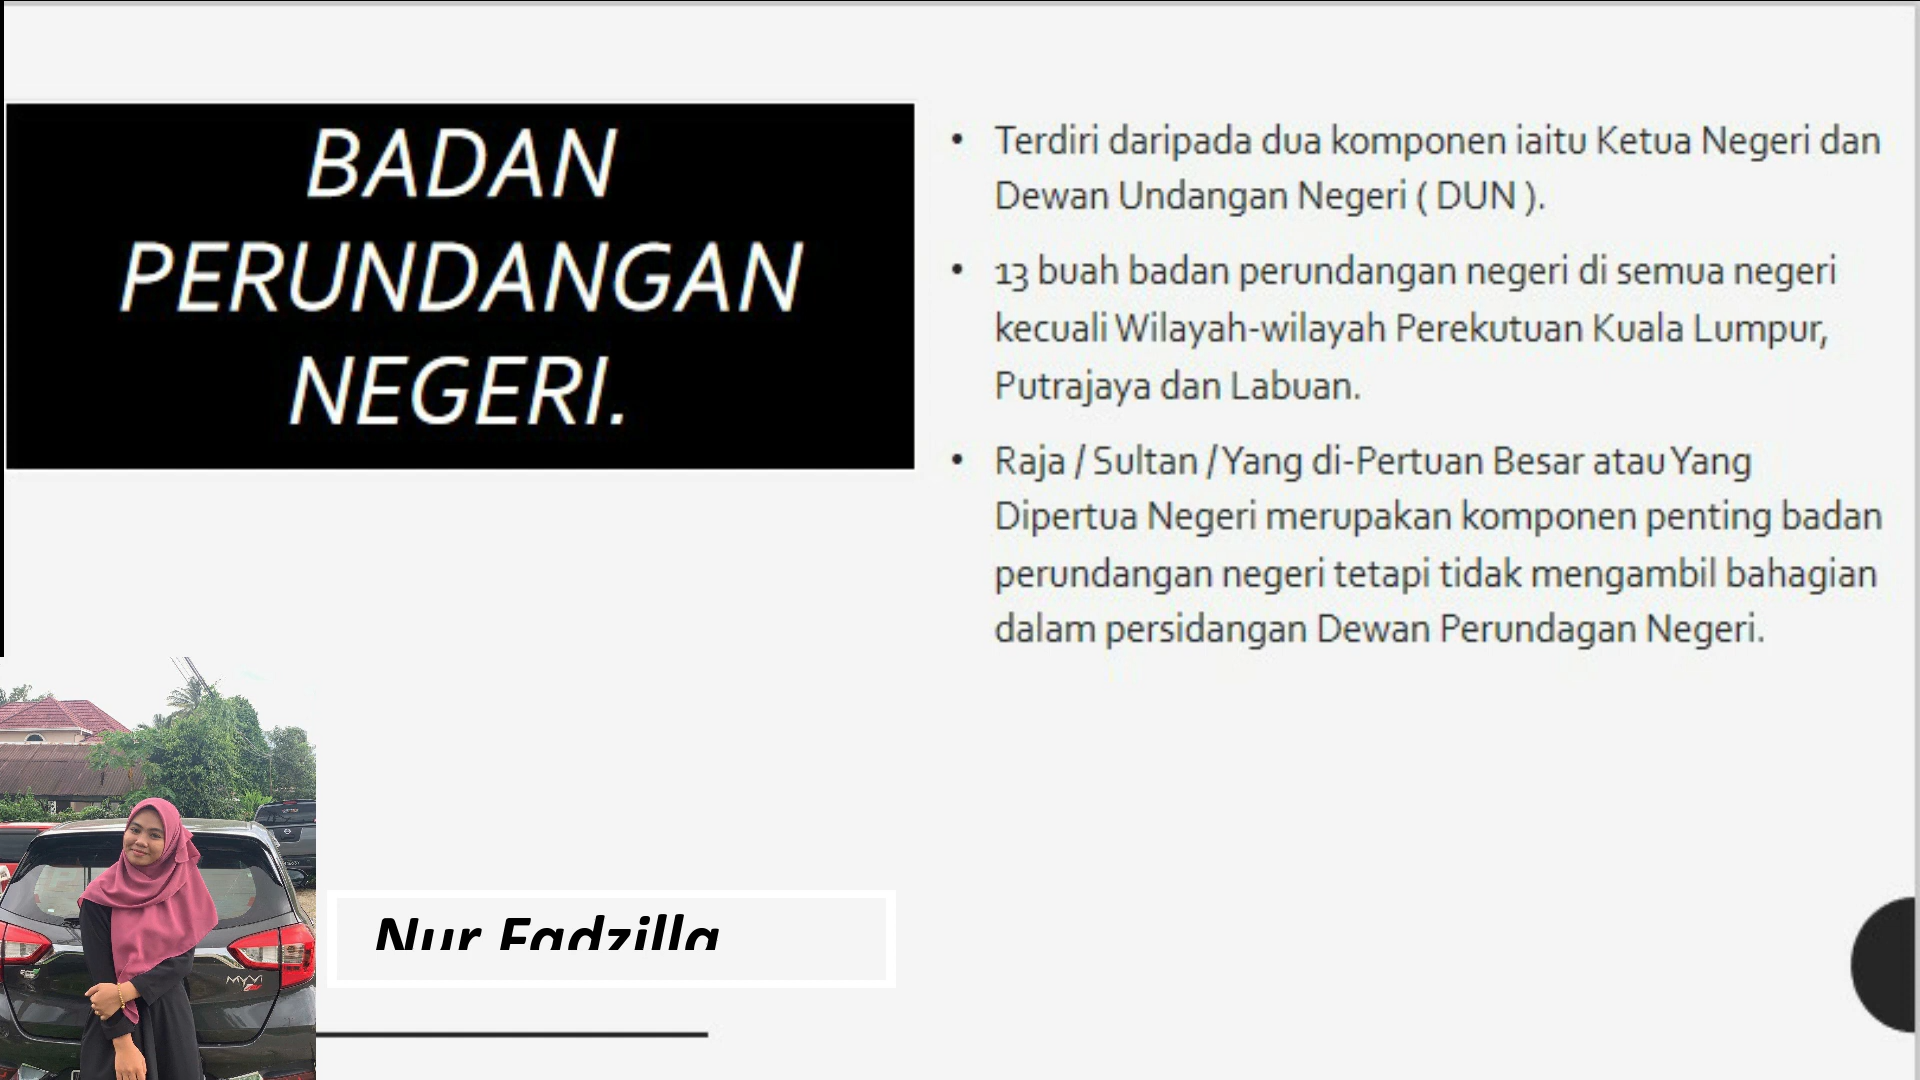 BADAN
PERUNDANGAN
NEGERI.
• Terdiri daripada dua komponen iaitu Ketua Negeri dan
Dewan Undangan Negeri ( DUN ).
• 13 buah badan perundangan negeri di semua negeri
kecuali Wilayah-wilayah Perekutuan Kuala Lumpur,
Putrajaya dan Labuan.
• Raja / Sultan / Yang di-Pertuan Besar atau Yang
Dipertua Negeri merupakan komponen penting badan
perundangan negeri tetapi tidak mengambil bahagian
dalam persidangan Dewan Perundagan Negeri.
Nur Fadzilla
MYVI